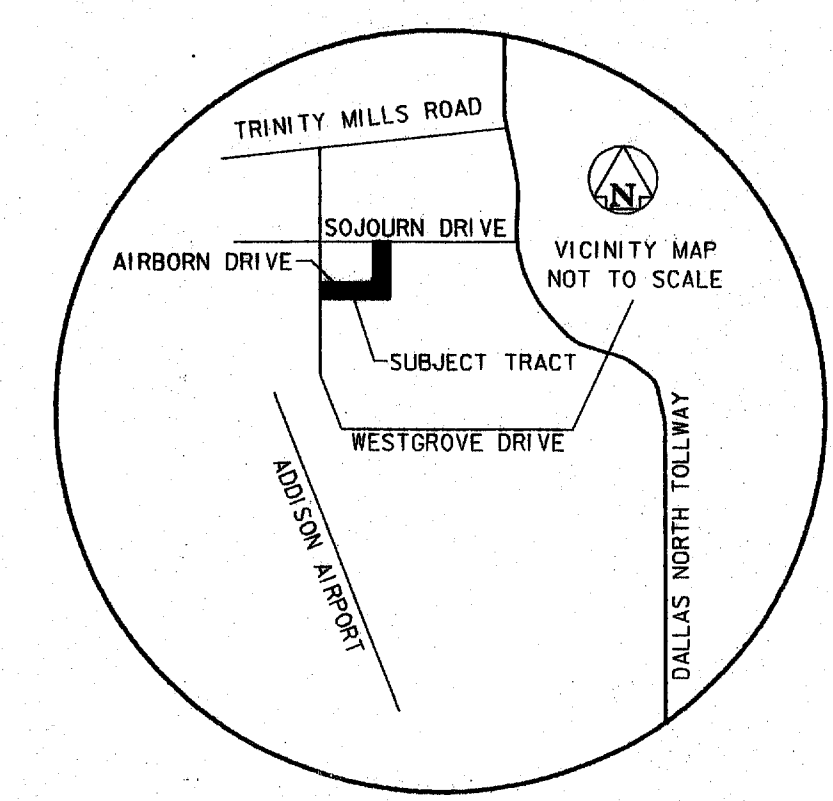 TRINITY MILLS ROAD
N
SOJOURN DRIVE
AIRBORN DRIVE
VICINITY MAP
NOT TO SCALE
SUBJECT TRACT
WESTGROVE DRIVE
ADDISON AIRPORT
DALLAS NORTH TOLLWAY